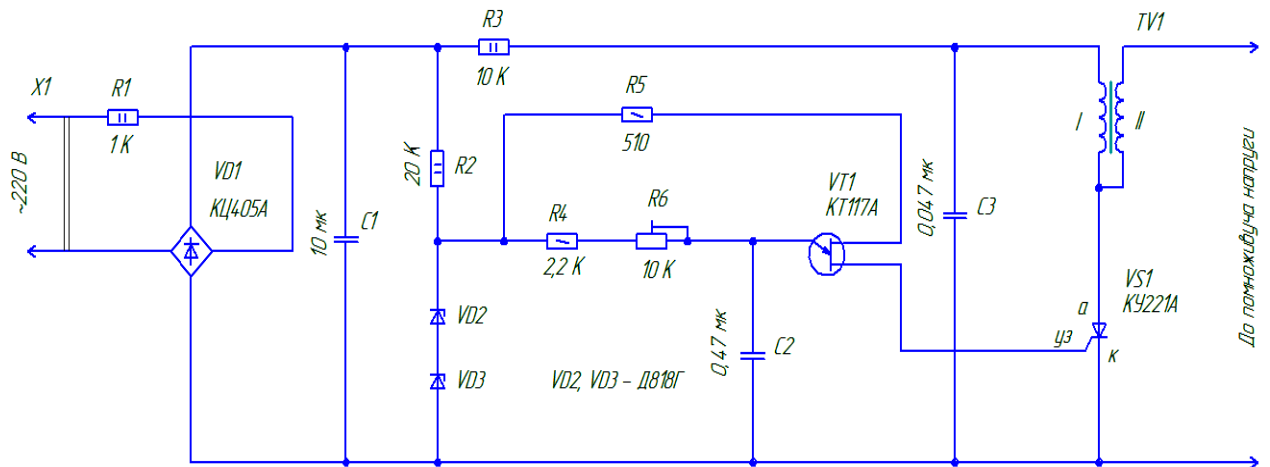 R3
TV1
10 К
X1
R1
R5
1 К
510
I
II
VD1
КЦ405А
20 К
R2
VT1
КТ117А
~220 В
R4
R6
10 мк
C1
0,047 мк
C3
2,2 К
10 К
VS1
КУ221А
а
уэ
к
До помноживуча напруги
VD2
0,47 мк
C2
VD3
VD2, VD3 – Д818Г